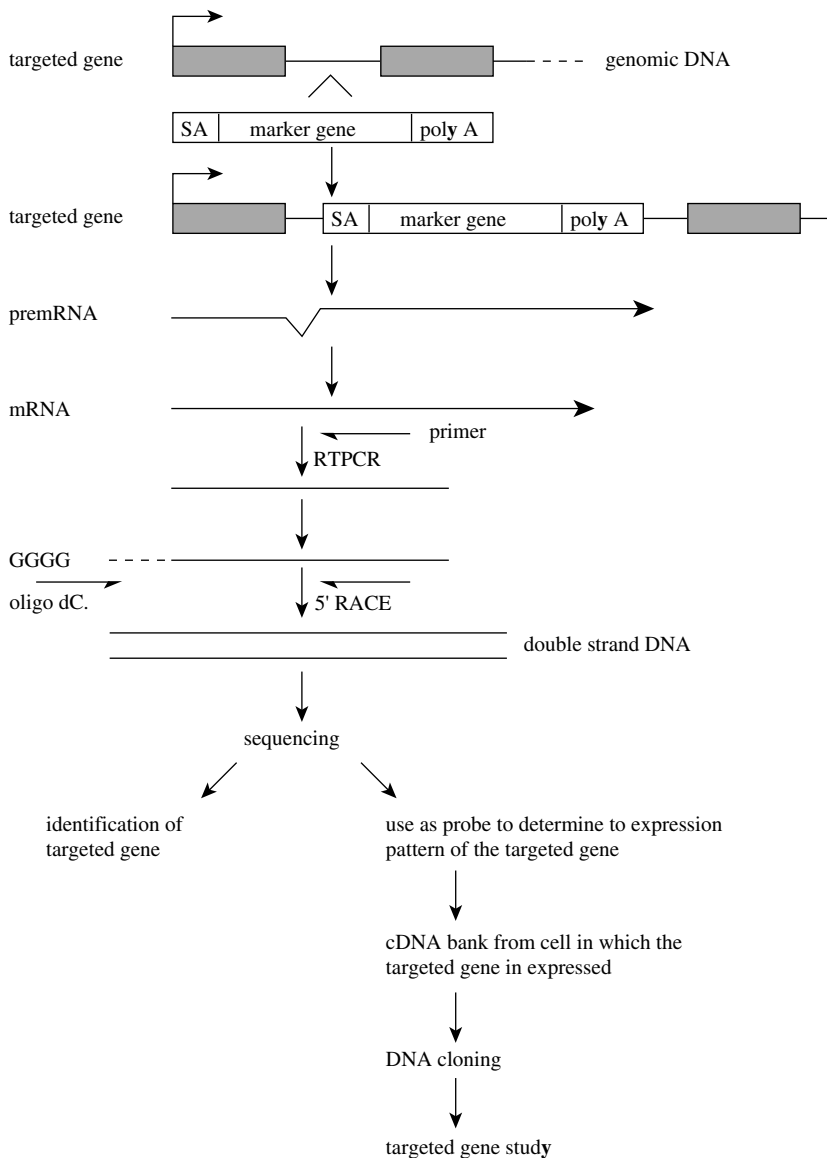 targeted gene
genomic DNA
SA marker gene poly A
targeted gene
SA marker gene poly A
premRNA
mRNA
primer
RTPCR
GGGG
oligo dC.
5' RACE
double strand DNA
sequencing
identification of
targeted gene
use as probe to determine to expression
pattern of the targeted gene
cDNA bank from cell in which the
targeted gene in expressed
DNA cloning
targeted gene study